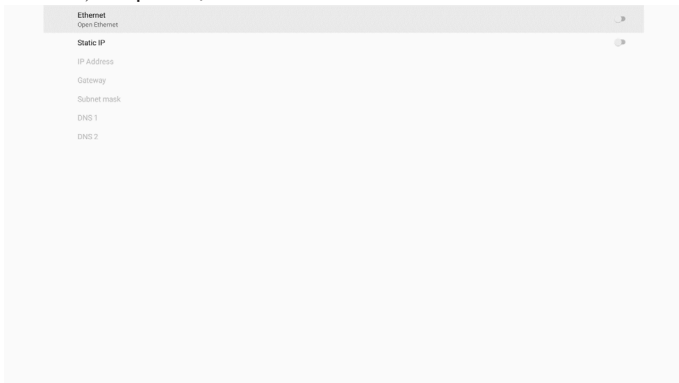 Ethernet
Open Ethernet
Static IP
IP Address
Gateway
Subnet mask
DNS 1
DNS 2